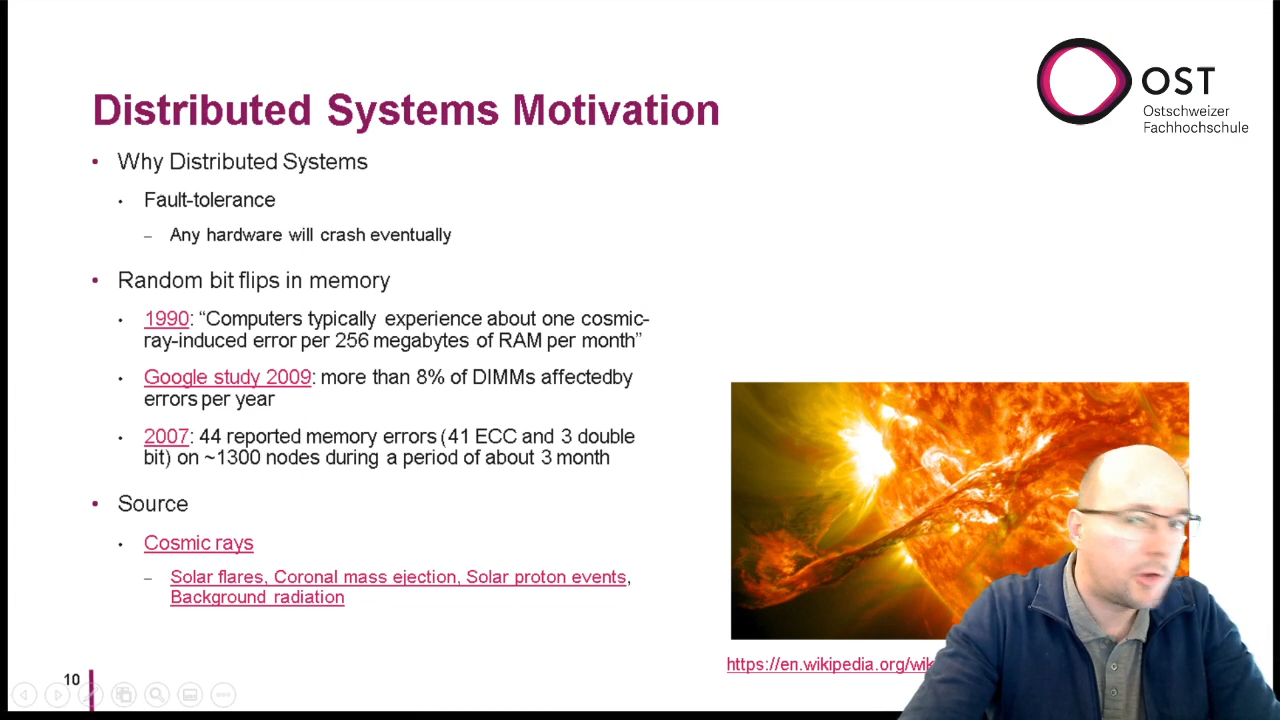 OST
Ostschweizer
Fachhochschule
Distributed Systems Motivation
• Why Distributed Systems
• Fault-tolerance
– Any hardware will crash eventually
• Random bit flips in memory
• 1990: “Computers typically experience about one cosmic-
ray-induced error per 256 megabytes of RAM per month”
• Google study 2009: more than 8% of DIMMs affectedby
errors per year
• 2007: 44 reported memory errors (41 ECC and 3 double
bit) on ~1300 nodes during a period of about 3 month
• Source
• Cosmic rays
– Solar flares, Coronal mass ejection, Solar proton events,
Background radiation
https://en.wikipedia.org/wik
10